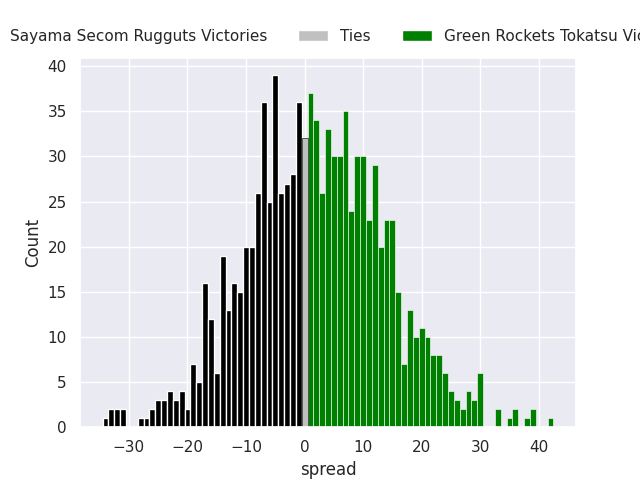 Sayama Secom Rugguts Victories Ties Green Rockets Tokatsu Vic
40
35
30
25
20
15
10
5
0
Count
−30 −20 −10 0 10 20 30 40
spread